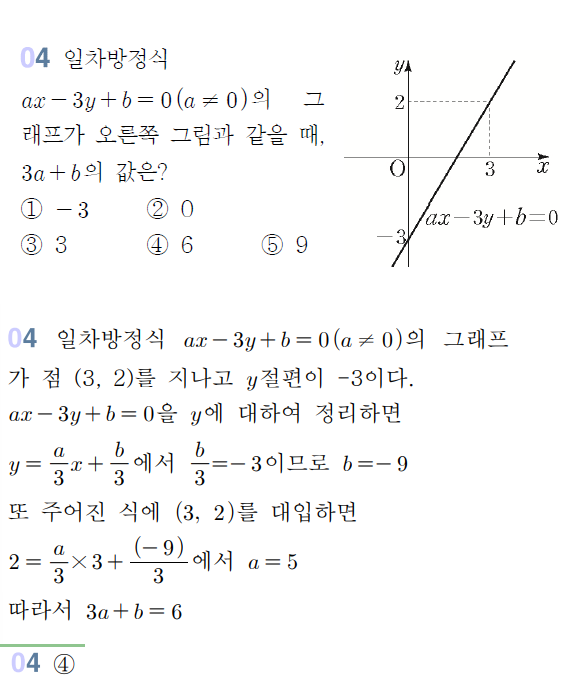 04 일차방정식
ax－3y＋b＝0(a≠0)의 그
래프가 오른쪽 그림과 같을 때,
3a＋b의 값은?
① －3 ② 0
③ 3 ④ 6 ⑤ 9
y
2
O 3 x
－3
ax－3y＋b＝0
04 일차방정식 ax－3y＋b＝0(a≠0)의 그래프
가 점 (3, 2)를 지나고 y절편이 -3이다.
ax－3y＋b＝0을 y에 대하여 정리하면
y＝a/3 x＋b/3 에서 b/3＝－3이므로 b＝－9
또 주어진 식에 (3, 2)를 대입하면
2＝a/3×3＋(－9)/3 에서 a＝5
따라서 3a＋b＝6
04 ④